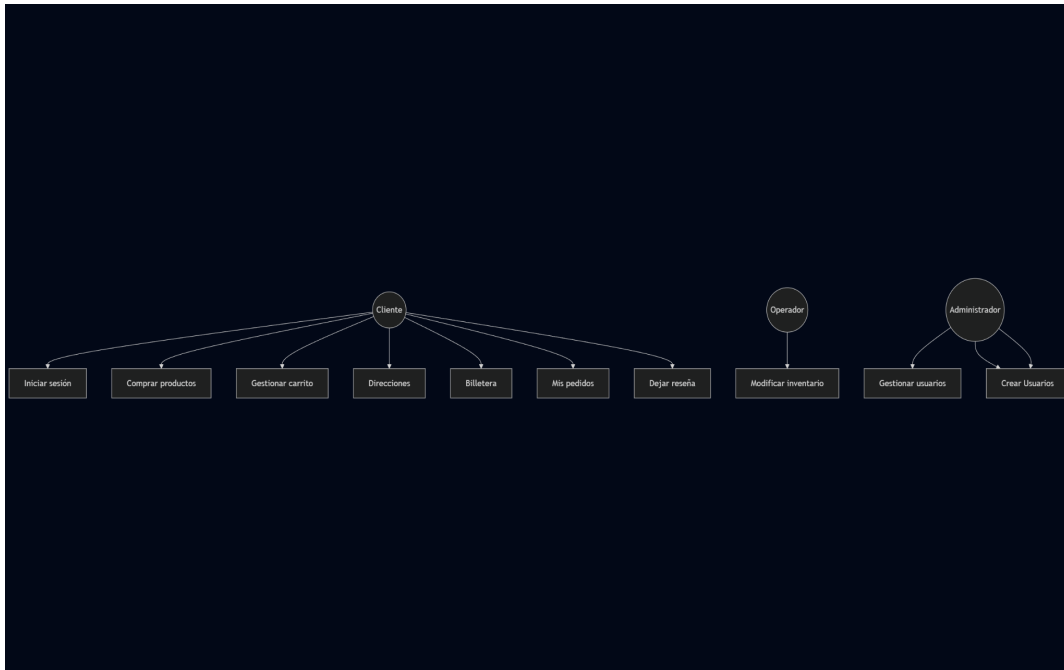 Cliente
Operador
Administrador
Iniciar sesión
Comprar productos
Gestionar carrito
Direcciones
Billetera
Mis pedidos
Dejar reseña
Modificar inventario
Gestionar usuarios
Crear Usuarios